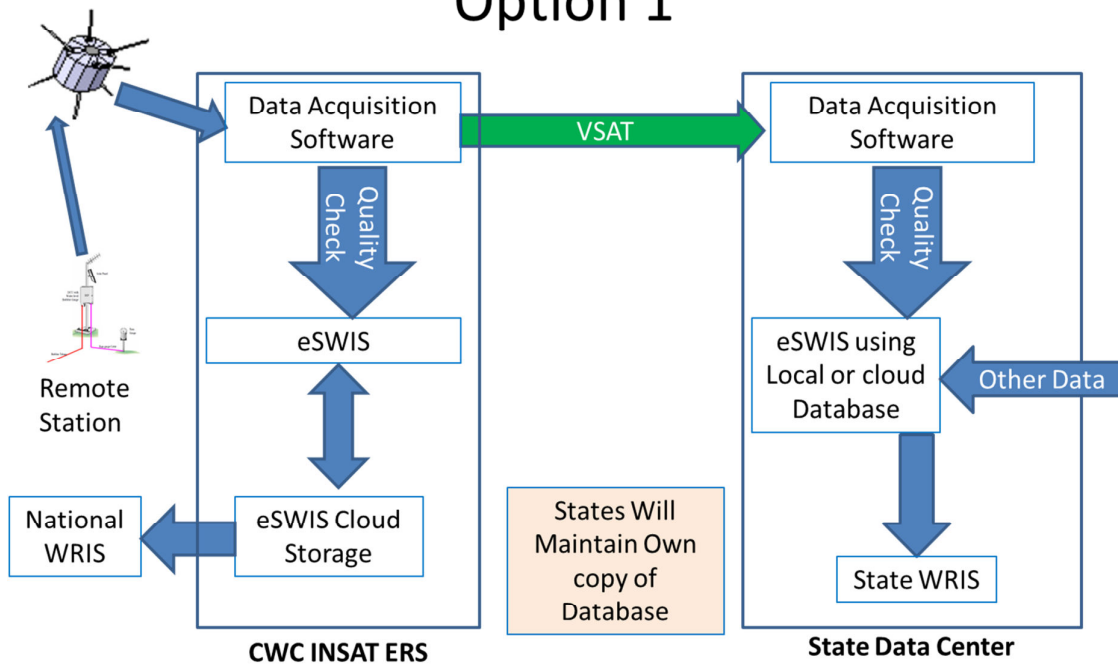 Option 1
Data Acquisition
Software
VSAT
Data Acquisition
Software
Quality
Check
Quality
Check
eSWIS
eSWIS using
Local or cloud
Database
Other Data
Remote
Station
National
WRIS
eSWIS Cloud
Storage
States Will
Maintain Own
copy of
Database
State WRIS
CWC INSAT ERS
State Data Center